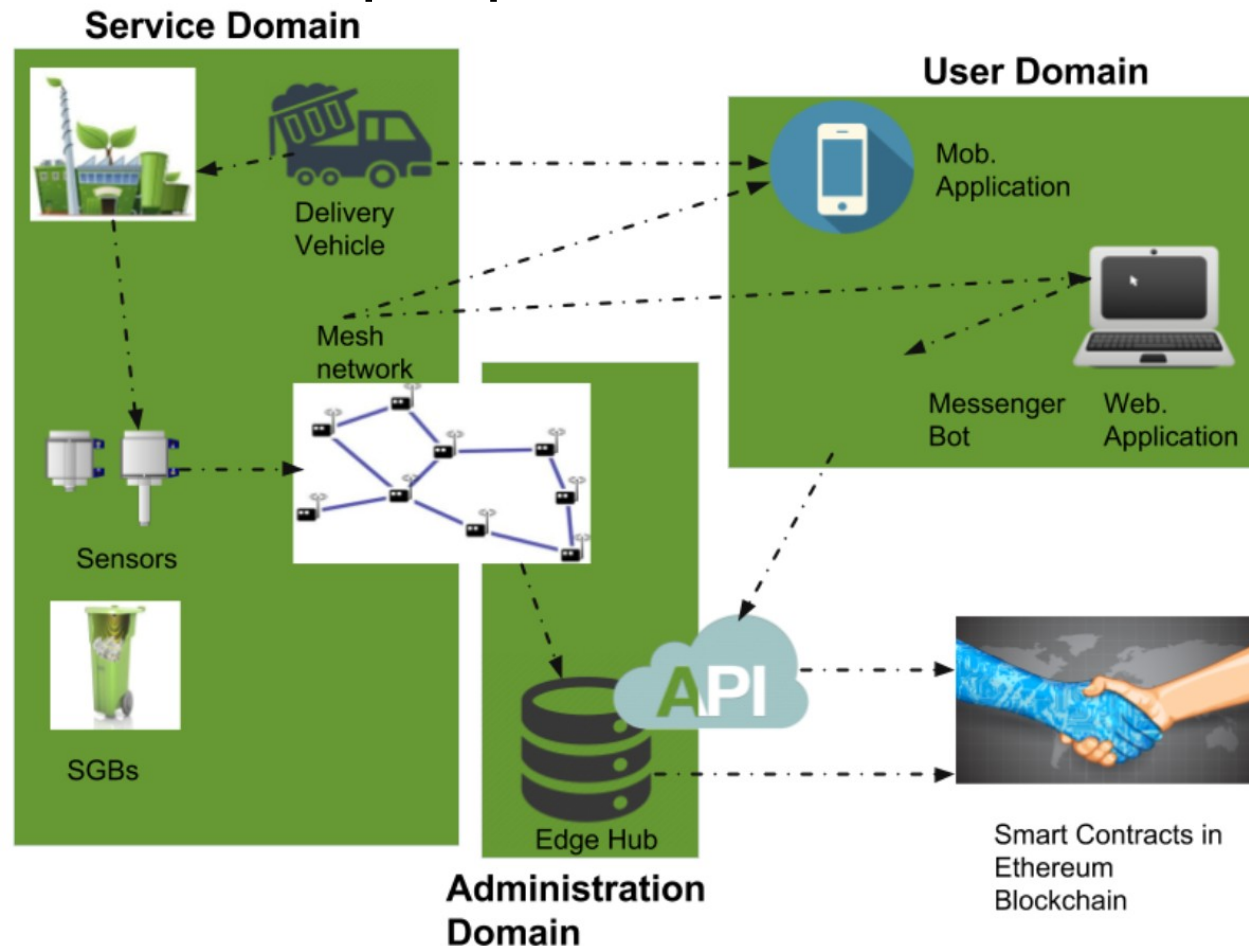 Service Domain
User Domain
Mob.
Application
Delivery
Vehicle
Mesh
network
Messenger
Bot
Web.
Application
Sensors
API
SGBs
Edge Hub
Smart Contracts in
Ethereum
Blockchain
Administration
Domain